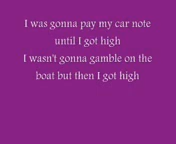 I was gonna pay my car note
until I got high
I wasn't gonna gamble on the
boat but then I got high